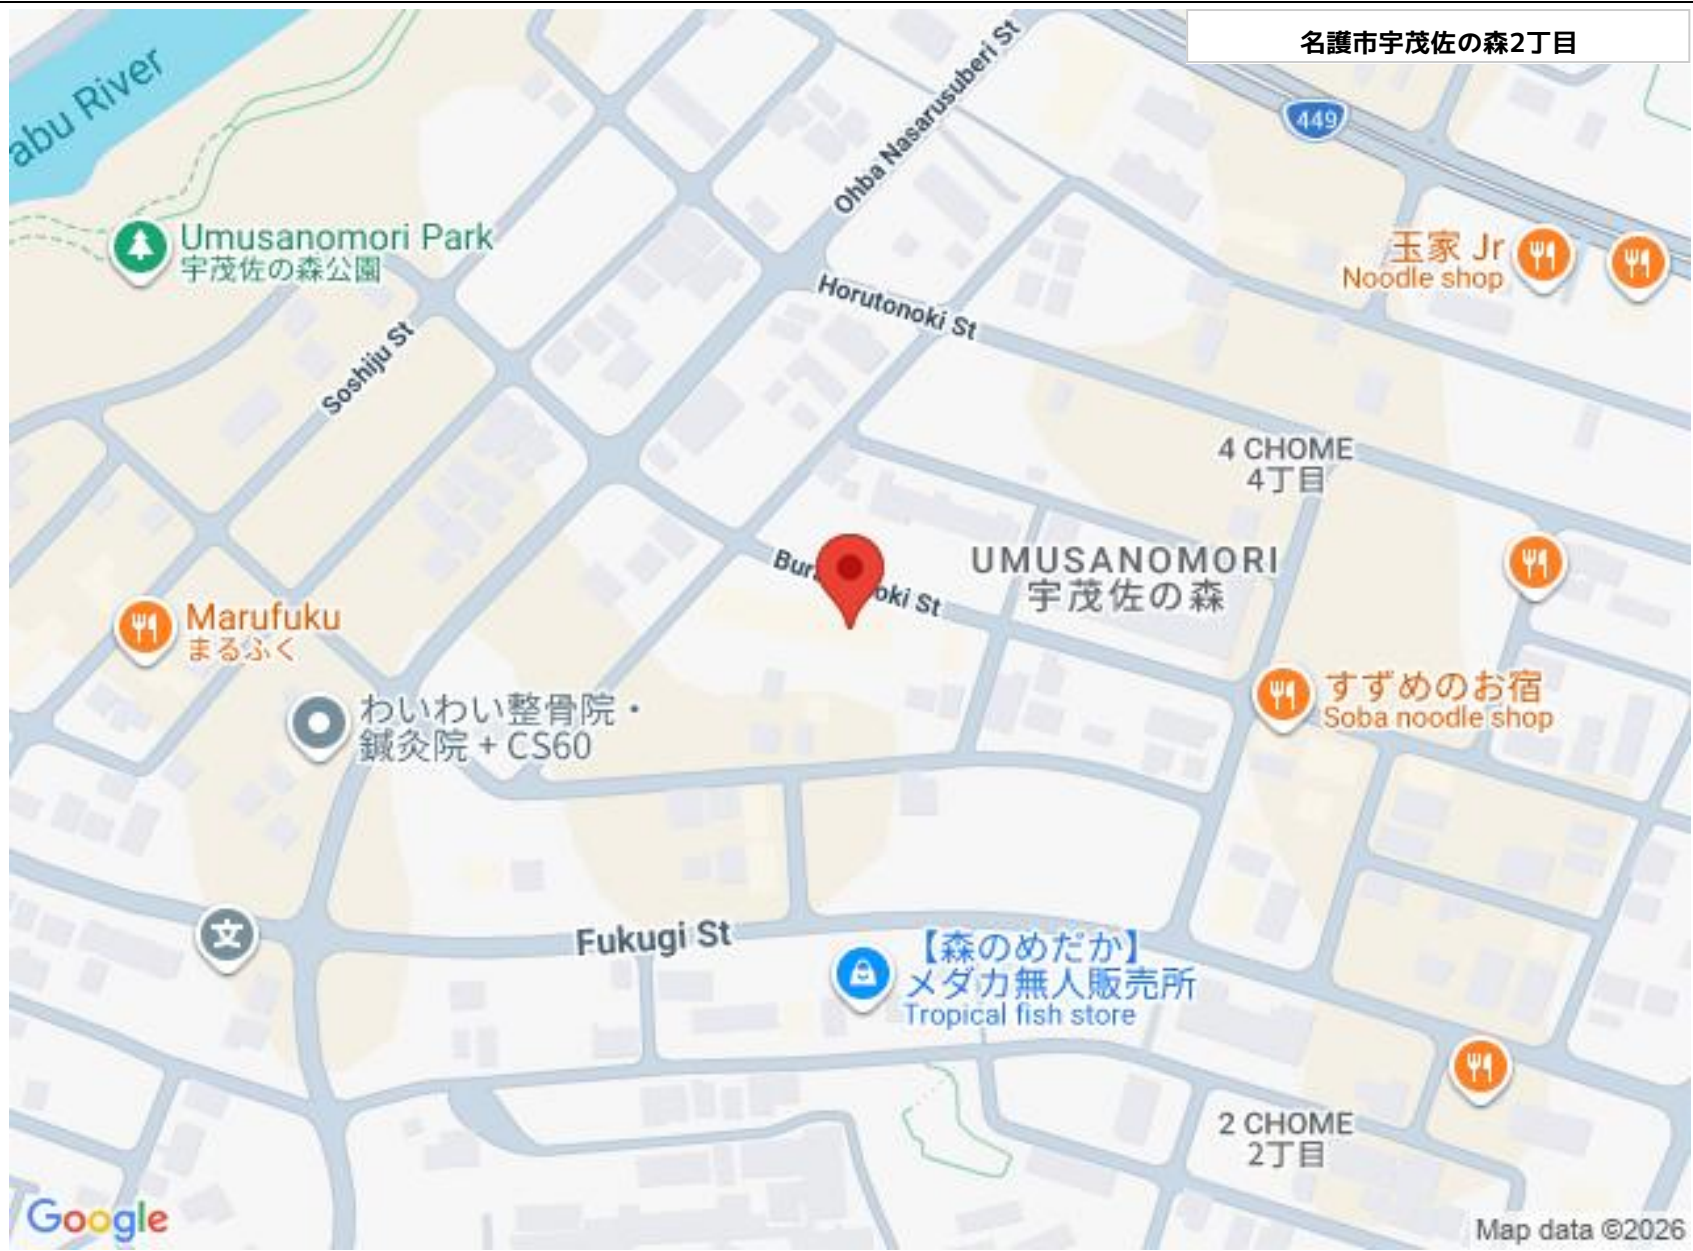 名護市宇茂佐の森2丁目
abu River
Ohba Nasarusuberi St
449
Umusanomori Park
宇茂佐の森公園
玉家 Jr
Noodle shop
Horutonoki St
Soshiju St
4 CHOME
4丁目
UMUSANOMORI
宇茂佐の森
oki St
Marufuku
まるふく
すずめのお宿
Soba noodle shop
わいわい整骨院・
鍼灸院 + CS60
文
Fukugi St
【森のめだか】
メダカ無人販売所
Tropical fish store
2 CHOME
2丁目
Google
Map data ©2026